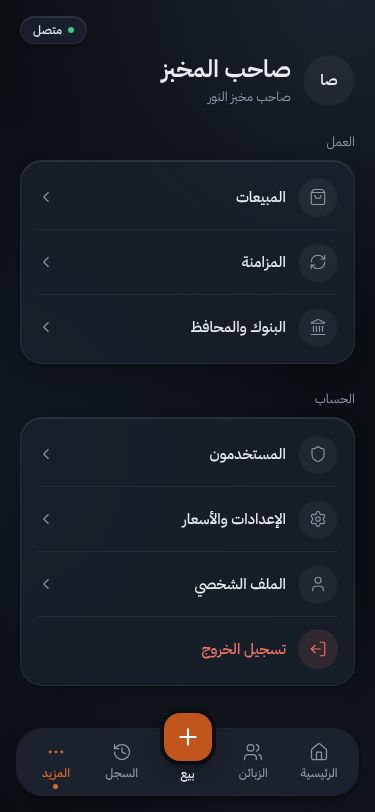 متصل
صا
صاحب المخبز
صاحب مخبز النور
العمل
المبيعات
المزامنة
البنوك والمحافظ
الحساب
المستخدمون
الإعدادات والأسعار
الملف الشخصي
تسجيل الخروج
الرئيسية
الزبائن
بيع
السجل
المزيد